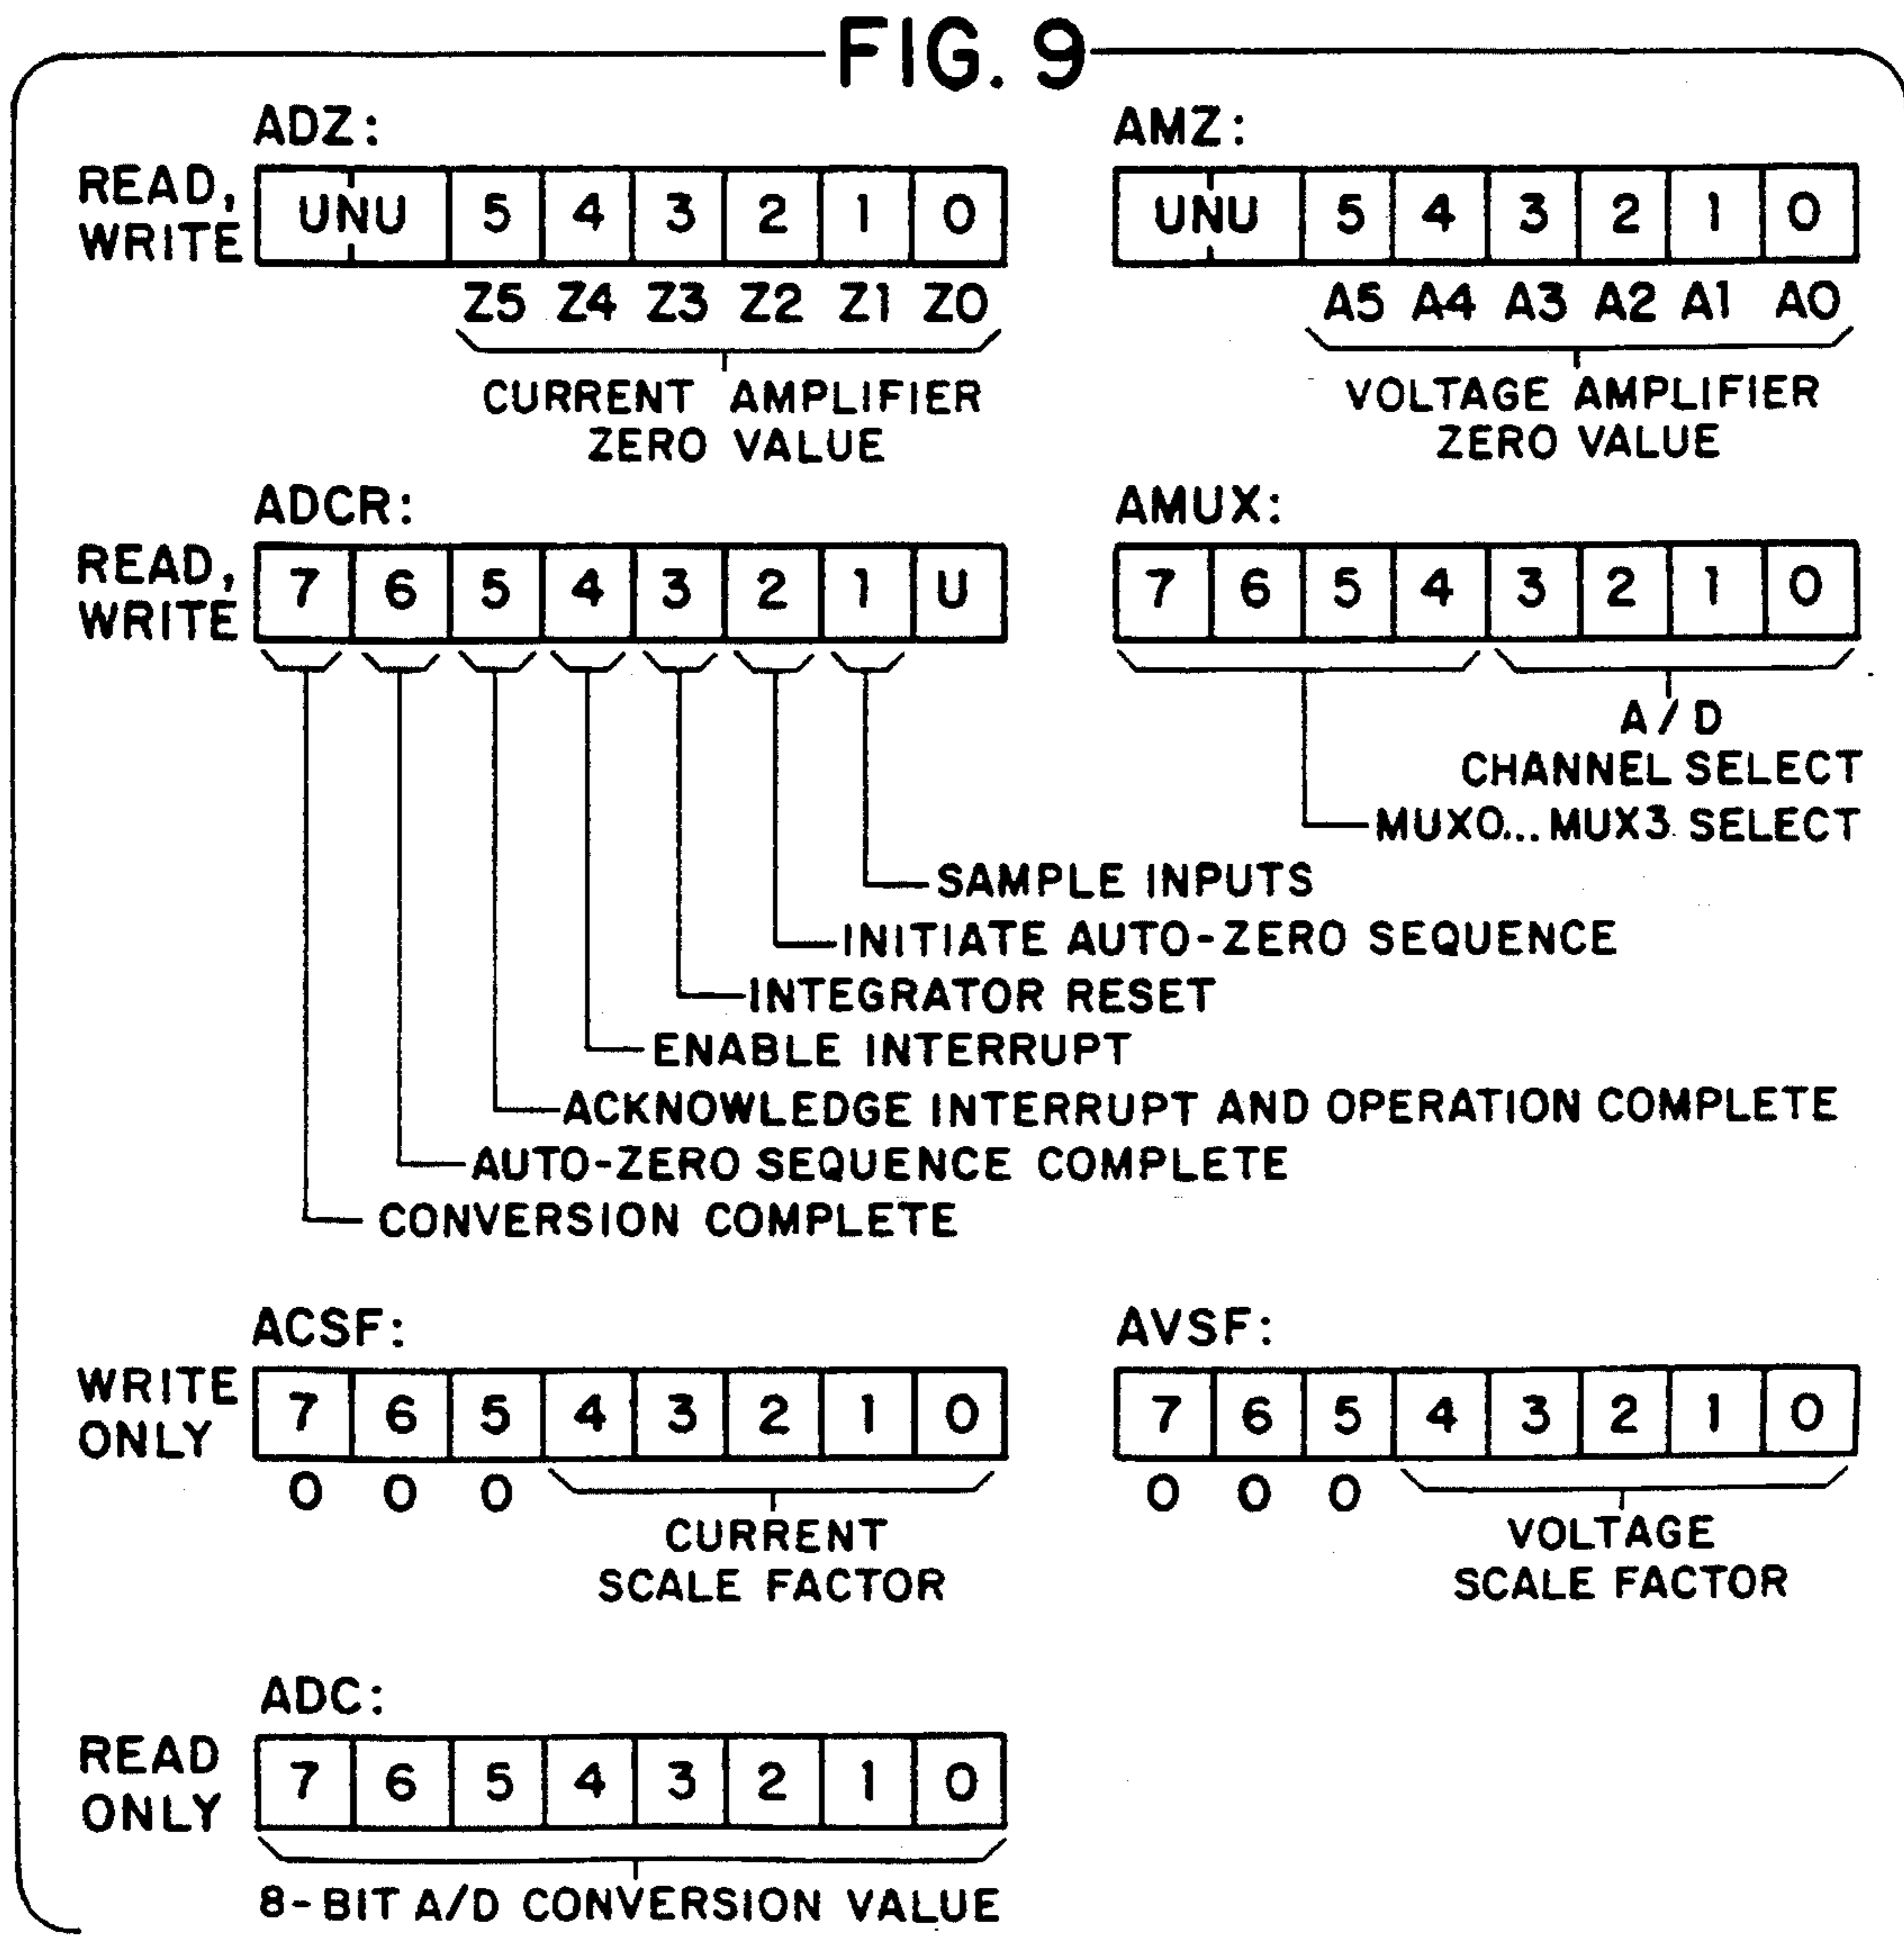 FIG. 9
ADZ:
READ, WRITE
UNU 5 4 3 2 1 0
Z5 Z4 Z3 Z2 Z1 Z0
CURRENT AMPLIFIER
ZERO VALUE
AMZ:
UNU 5 4 3 2 1 0
A5 A4 A3 A2 A1 A0
VOLTAGE AMPLIFIER
ZERO VALUE
ADCR:
READ, WRITE
7 6 5 4 3 2 1 U
AMUX:
7 6 5 4 3 2 1 0
A/D
CHANNEL SELECT
MUX0...MUX3 SELECT
SAMPLE INPUTS
INITIATE AUTO-ZERO SEQUENCE
INTEGRATOR RESET
ENABLE INTERRUPT
ACKNOWLEDGE INTERRUPT AND OPERATION COMPLETE
AUTO-ZERO SEQUENCE COMPLETE
CONVERSION COMPLETE
ACSF:
WRITE ONLY
7 6 5 4 3 2 1 0
0 0 0
CURRENT
SCALE FACTOR
AVSF:
7 6 5 4 3 2 1 0
0 0 0
VOLTAGE
SCALE FACTOR
ADC:
READ ONLY
7 6 5 4 3 2 1 0
8-BIT A/D CONVERSION VALUE